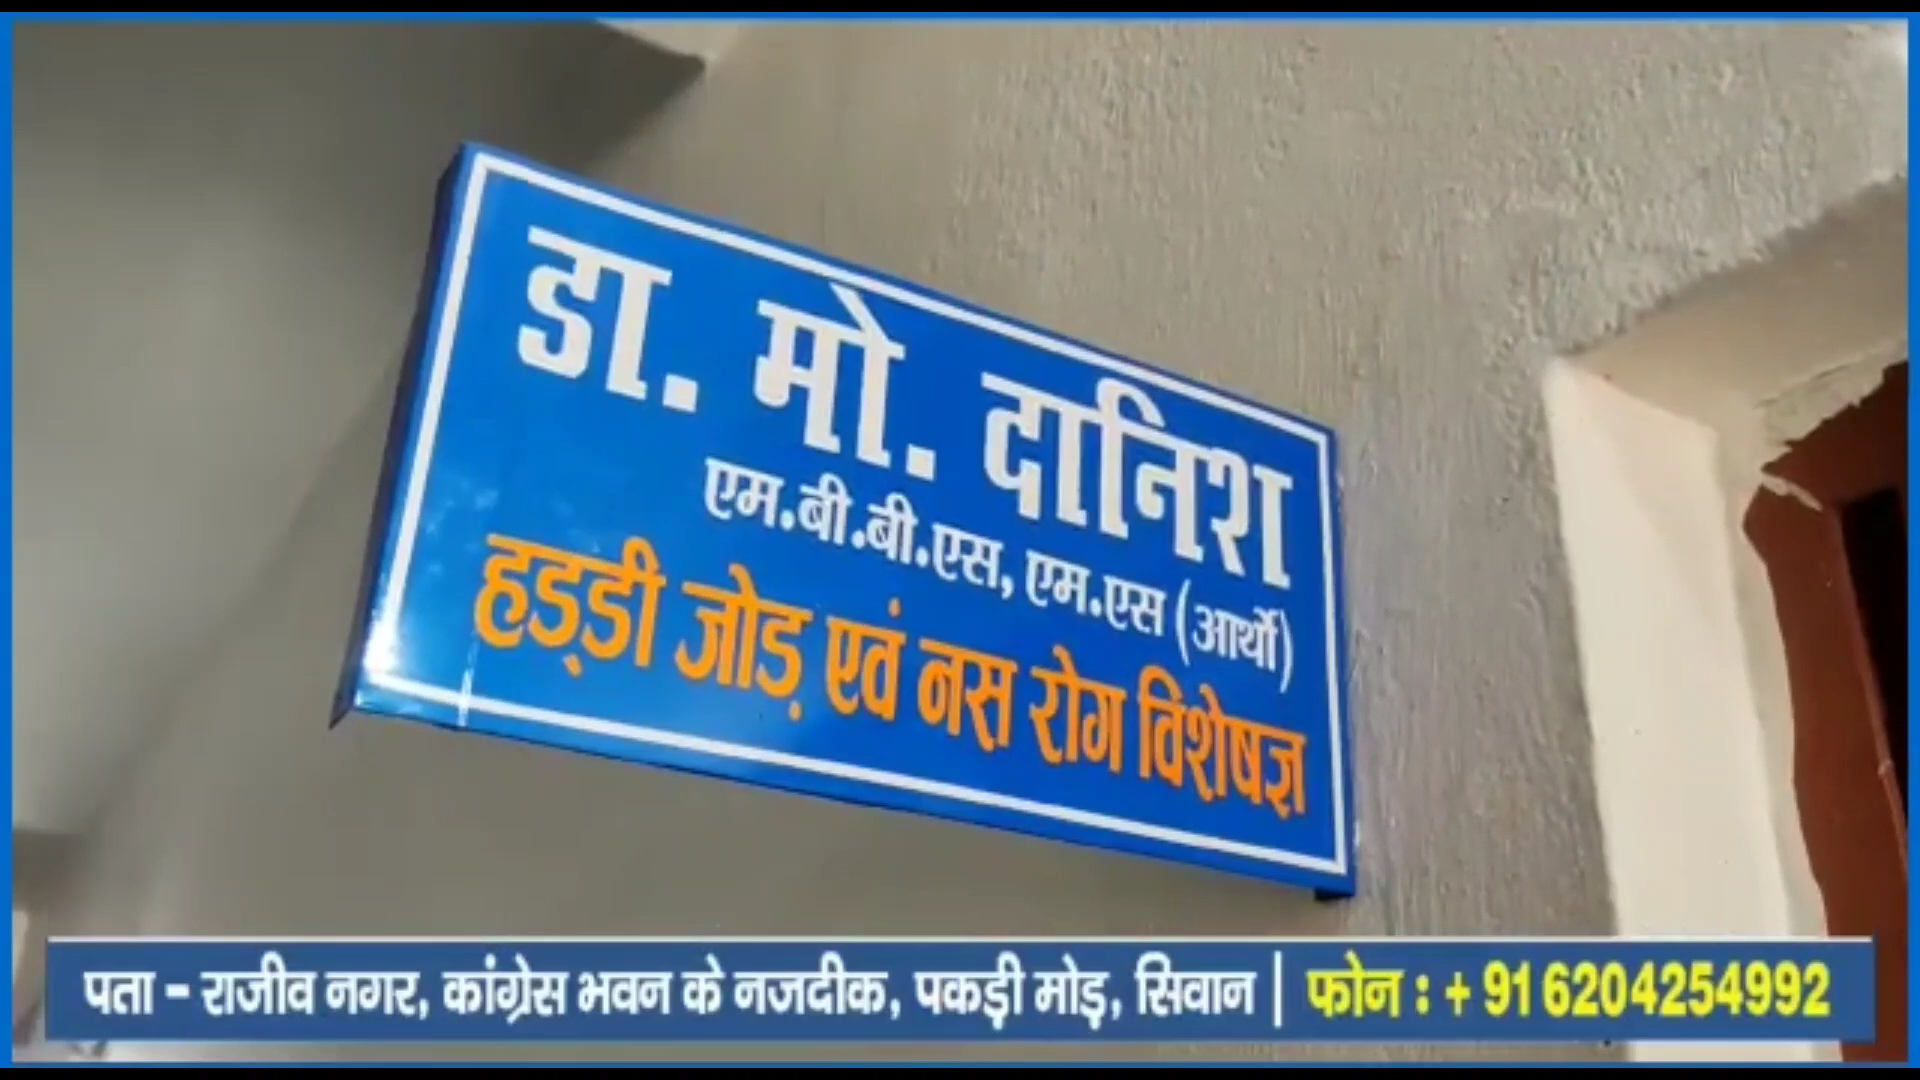 डा. मो. दानिश
एम.बी.बी.एस, एम.एस (आर्थो)
हड्डी जोड़ एवं नस रोग विशेषज्ञ
पता - राजीव नगर, कांग्रेस भवन के नजदीक, पकड़ी मोड़, सिवान | फोन : + 91 6204254992